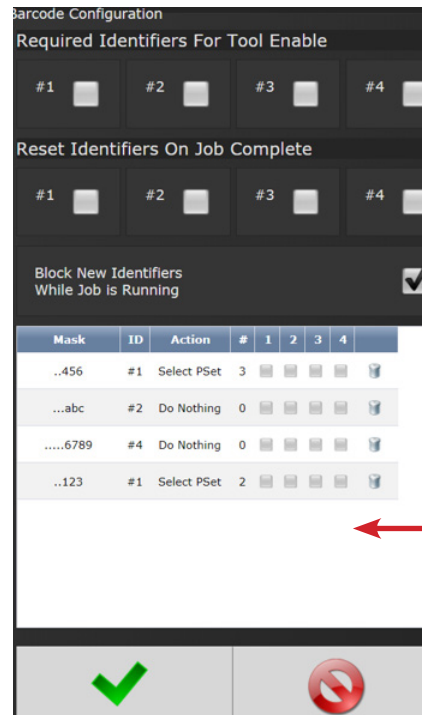 Barcode Configuration
Required Identifiers For Tool Enable
#1 #2 #3 #4
Reset Identifiers On Job Complete
#1 #2 #3 #4
Block New Identifiers
While Job is Running
Mask ID Action # 1 2 3 4
..456 #1 Select PSet 3
...abc #2 Do Nothing 0
.....6789 #4 Do Nothing 0
..123 #1 Select PSet 2